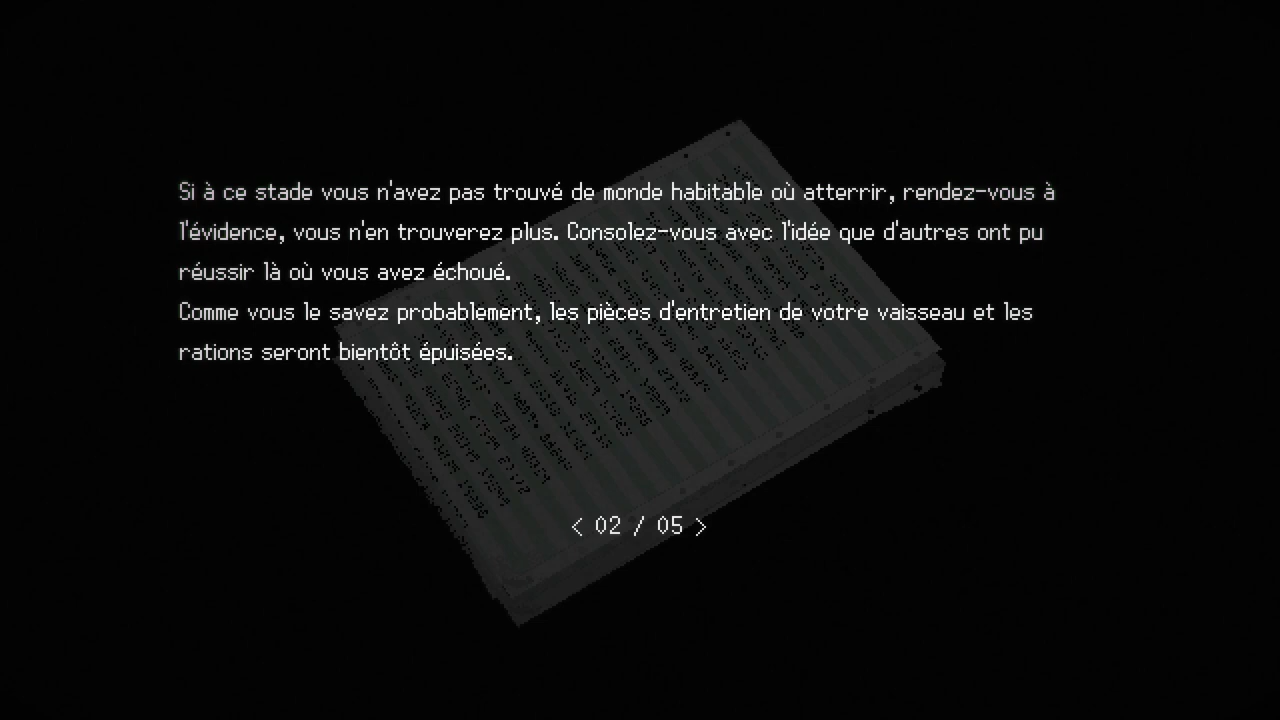 Si à ce stade vous n'avez pas trouvé de monde habitable où atterrir, rendez-vous à
l'évidence, vous n'en trouverez plus. Consolez-vous avec l'idée que d'autres ont pu
réussir là où vous avez échoué.
Comme vous le savez probablement, les pièces d'entretien de votre vaisseau et les
rations seront bientôt épuisées.
< 02 / 05 >